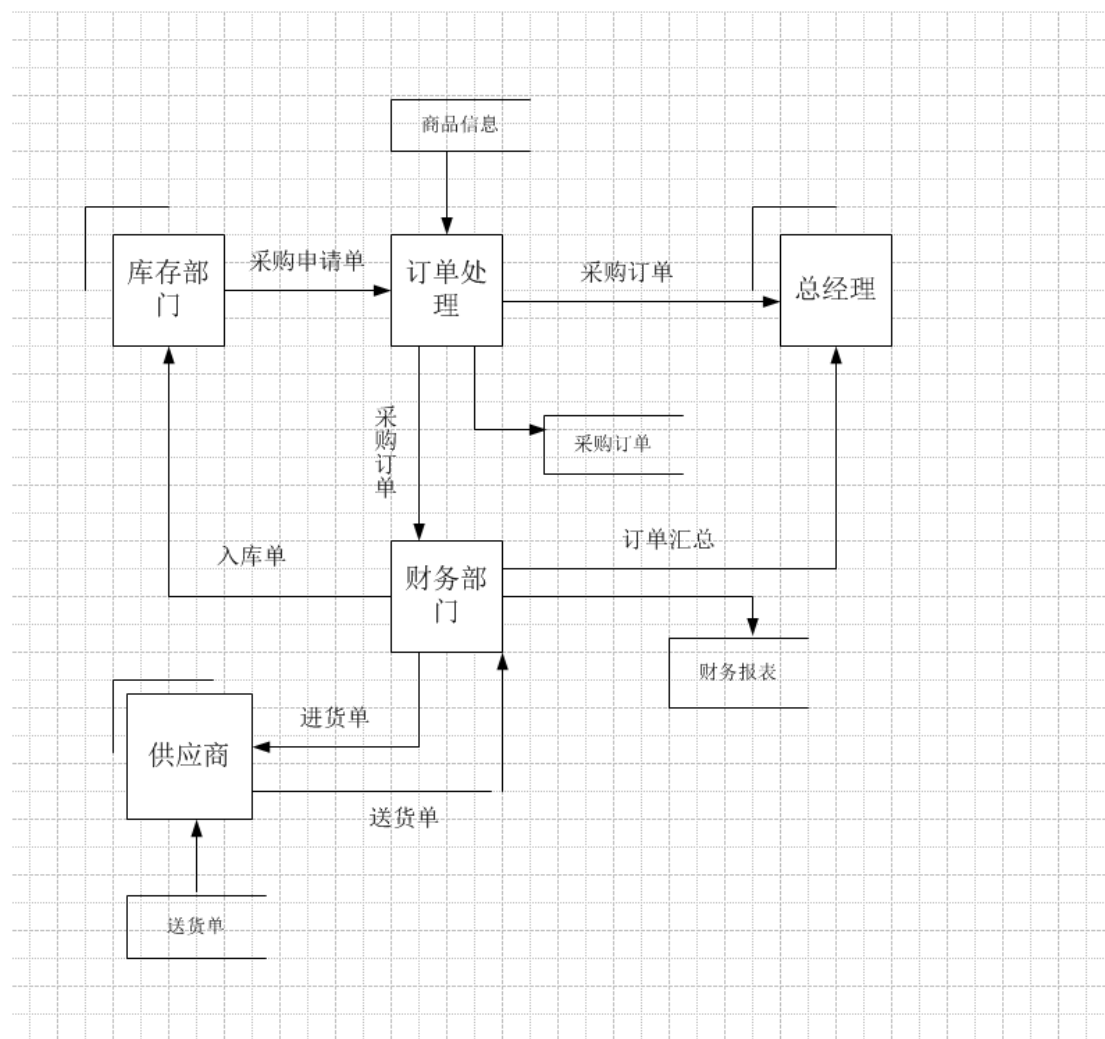 商品信息
库存部
门
采购申请单
订单处
理
采购订单
总经理
采购订单
采购订单
入库单
财务部
门
订单汇总
财务报表
进货单
供应商
送货单
送货单